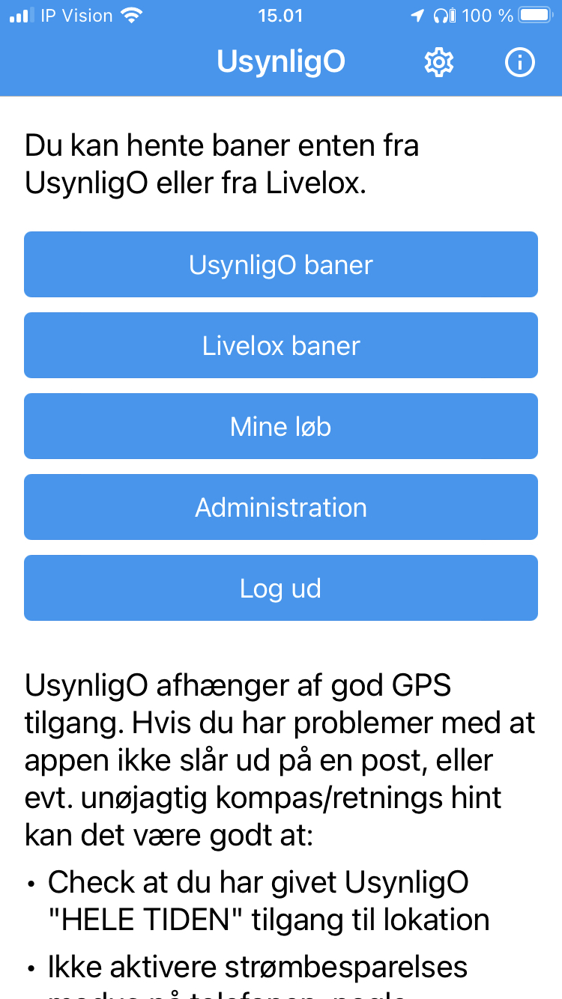 IP Vision 15.01 100 %
UsynligO
Du kan hente baner enten fra
UsynligO eller fra Livelox.
UsynligO baner
Livelox baner
Mine løb
Administration
Log ud
UsynligO afhænger af god GPS
tilgang. Hvis du har problemer med at
appen ikke slår ud på en post, eller
evt. unøjagtig kompas/retnings hint
kan det være godt at:
• Check at du har givet UsynligO
"HELE TIDEN" tilgang til lokation
• Ikke aktivere strømbesparelses